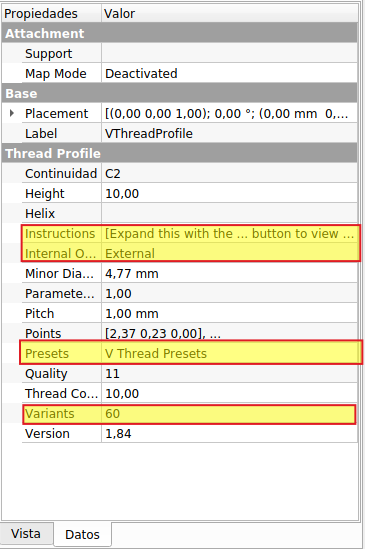 Propiedades Valor
Attachment
Support
Map Mode Deactivated
Base
Placement [(0,00 0,00 1,00); 0,00 °; (0,00 mm 0,...
Label VThreadProfile
Thread Profile
Continuidad C2
Height 10,00
Helix
Instructions [Expand this with the ... button to view ...
Internal O... External
Minor Dia... 4,77 mm
Paramete... 1,00
Pitch 1,00 mm
Points [2,37 0,23 0,00], ...
Presets V Thread Presets
Quality 11
Thread Co... 10,00
Variants 60
Version 1,84
Vista Datos